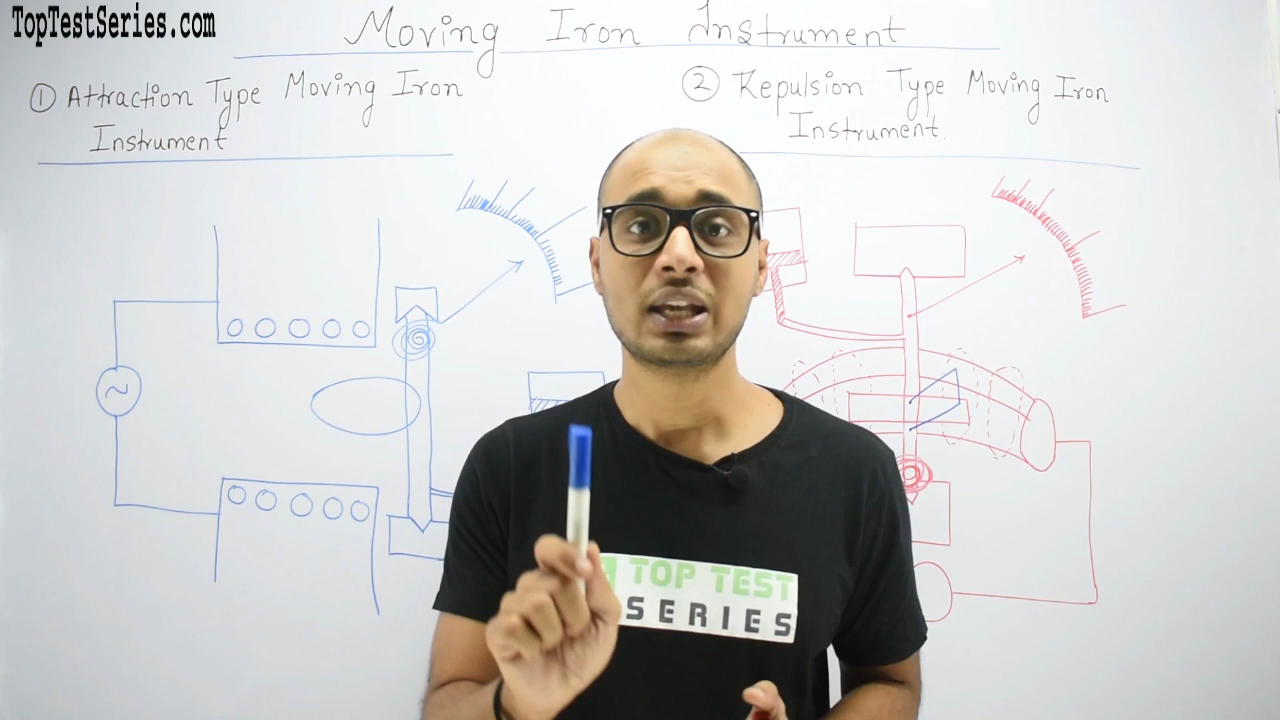 TopTestSeries.com
Moving Iron Instrument
① Attraction Type Moving Iron
Instrument
② Repulsion Type Moving Iron
Instrument.
TOP TEST
SERIES